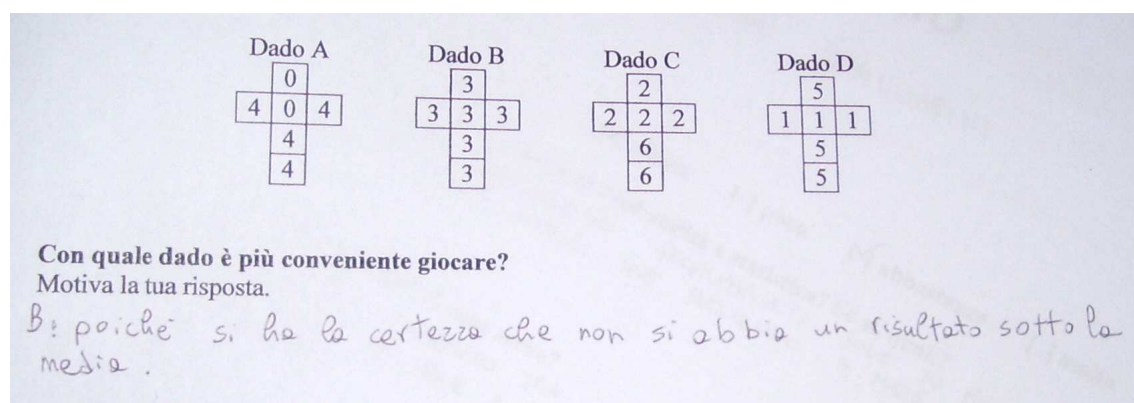 Dado A Dado B Dado C Dado D
0 3 2 5
4 0 4 3 3 3 2 2 2 1 1 1
4 3 6 5
4 3 6 5
Con quale dado è più conveniente giocare?
Motiva la tua risposta.
B: poiché si ha la certezza che non si abbia un risultato sotto la
media.